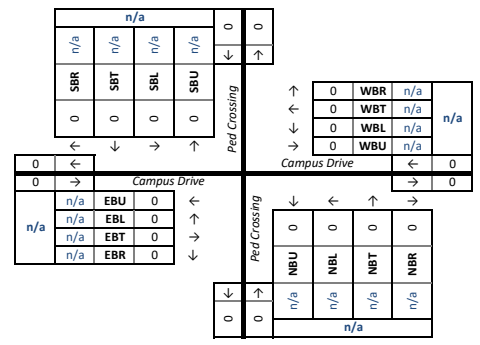 n/a
0 0
n/a n/a n/a n/a
↓ ↑
SBR SBT SBL SBU
Ped Crossing
0 0 0 0
← ↓ → ↑
↑ 0 WBR n/a
← 0 WBT n/a
n/a
↓ 0 WBL n/a
→ 0 WBU n/a
0 ←
Campus Drive
← 0
0 →
Campus Drive
→ 0
n/a
n/a EBU 0 ←
n/a EBL 0 ↑
n/a EBT 0 →
n/a EBR 0 ↓
Ped Crossing
↓ ← ↑ →
0 0 0 0
NBU NBL NBT NBR
↓ ↑
n/a n/a n/a n/a
0 0
n/a